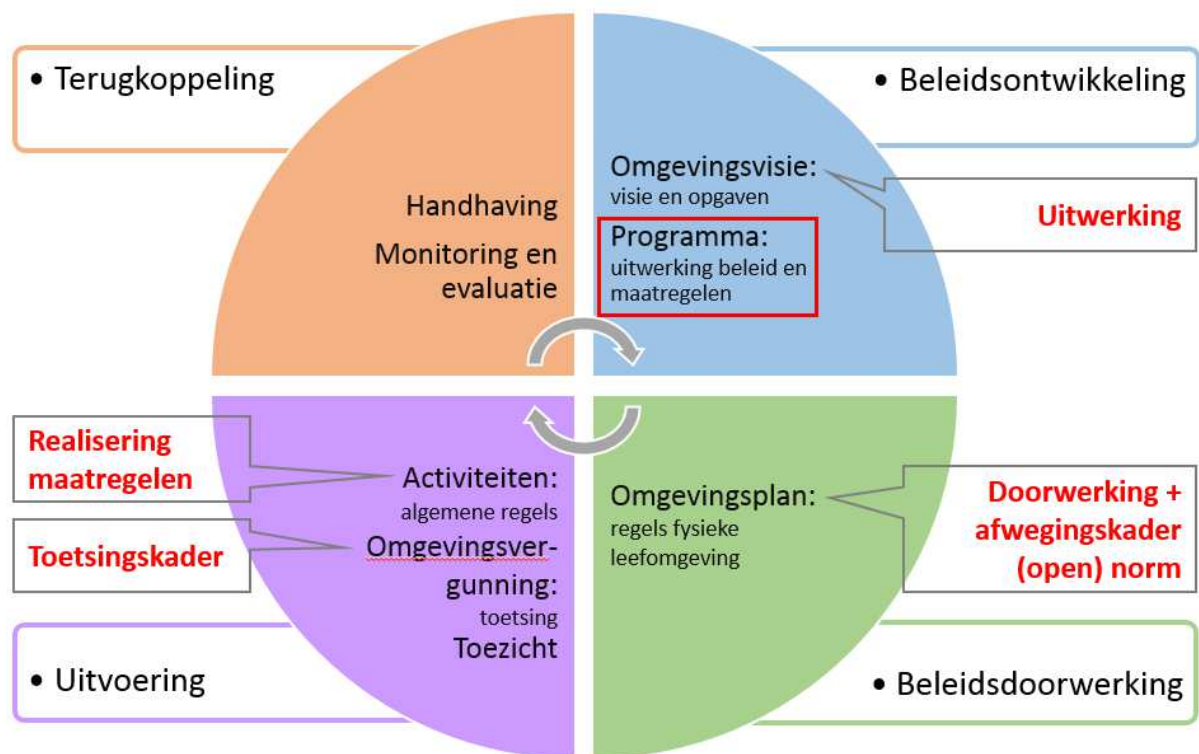 • Terugkoppeling
Handhaving
Monitoring en
evaluatie
• Beleidsontwikkeling
Omgevingsvisie:
visie en opgaven
Programma:
uitwerking beleid en
maatregelen
Uitwerking
Realisering
maatregelen
Toetsingskader
Activiteiten:
algemene regels
Omgevingsver-
gunning:
toetsing
Toezicht
• Uitvoering
Omgevingsplan:
regels fysieke
leefomgeving
Doorwerking +
afwegingskader
(open) norm
• Beleidsdoorwerking